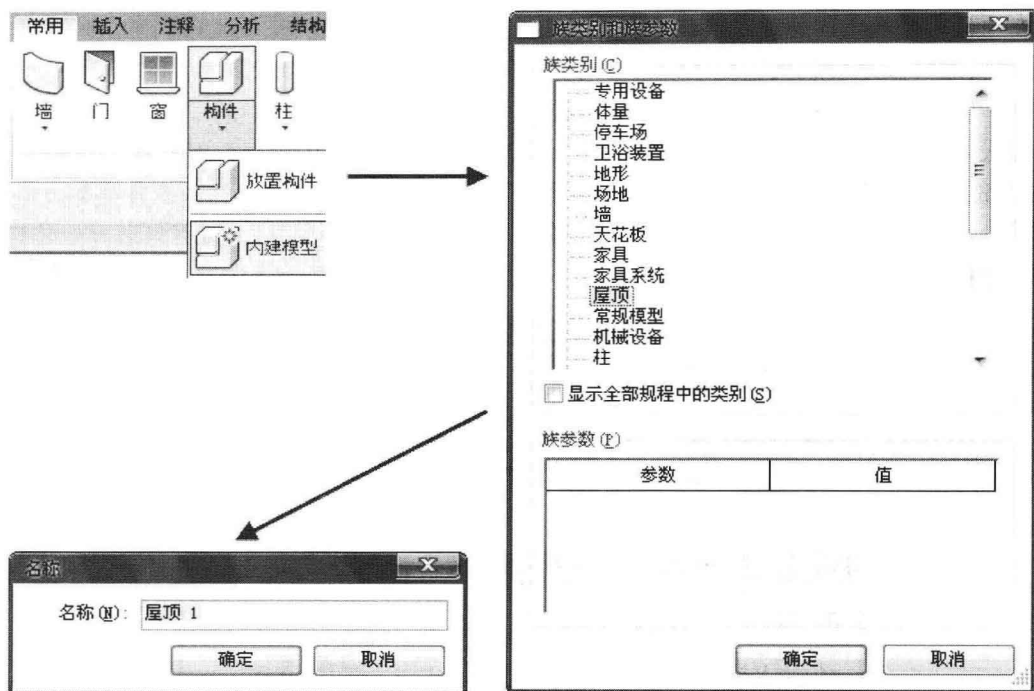 常用 插入 注释 分析 结构
墙 门 窗 构件 柱
放置构件
内建模型
族类别和族参数
族类别(C)
专用设备
体量
停车场
卫浴装置
地形
场地
墙
天花板
家具
家具系统
屋顶
常规模型
机械设备
柱
显示全部规程中的类别(S)
族参数(P)
参数 值
确定 取消
名称
名称(N): 屋顶 1
确定 取消